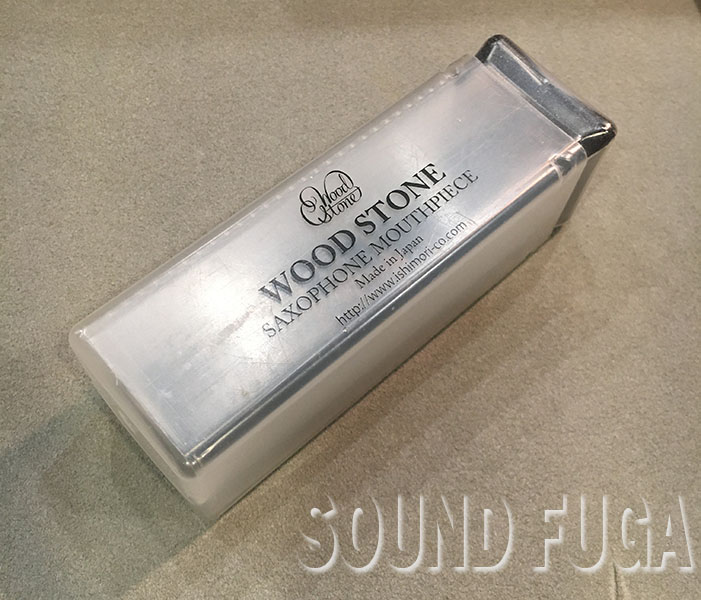 Wood
Stone
WOOD STONE
SAXOPHONE MOUTHPIECE
Made in Japan
http://www.ishimori-co.com
SOUND FUGA